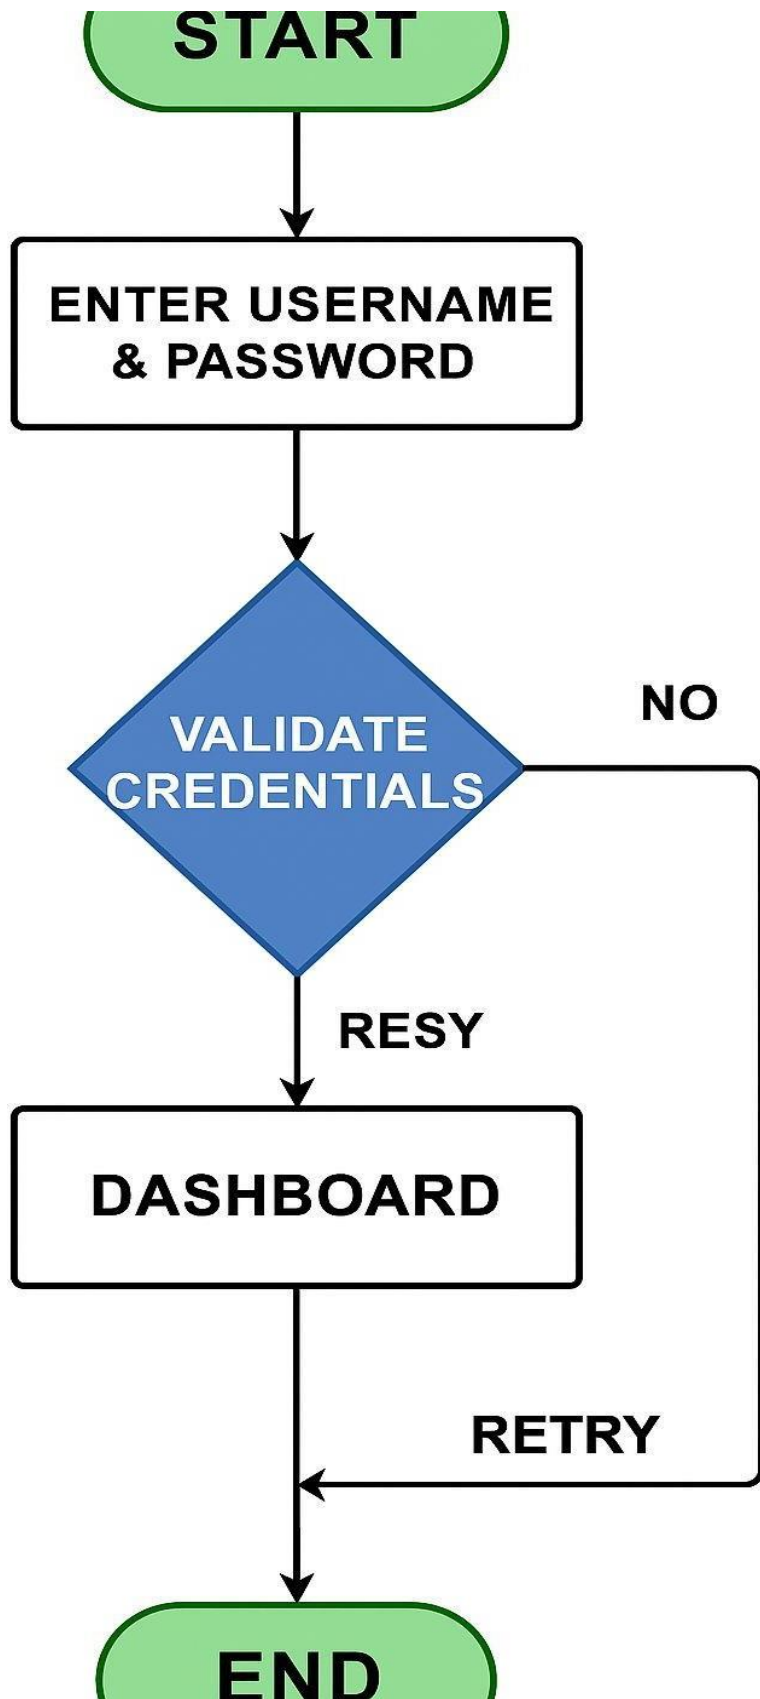 START
ENTER USERNAME
& PASSWORD
VALIDATE
CREDENTIALS
NO
RESY
DASHBOARD
RETRY
END